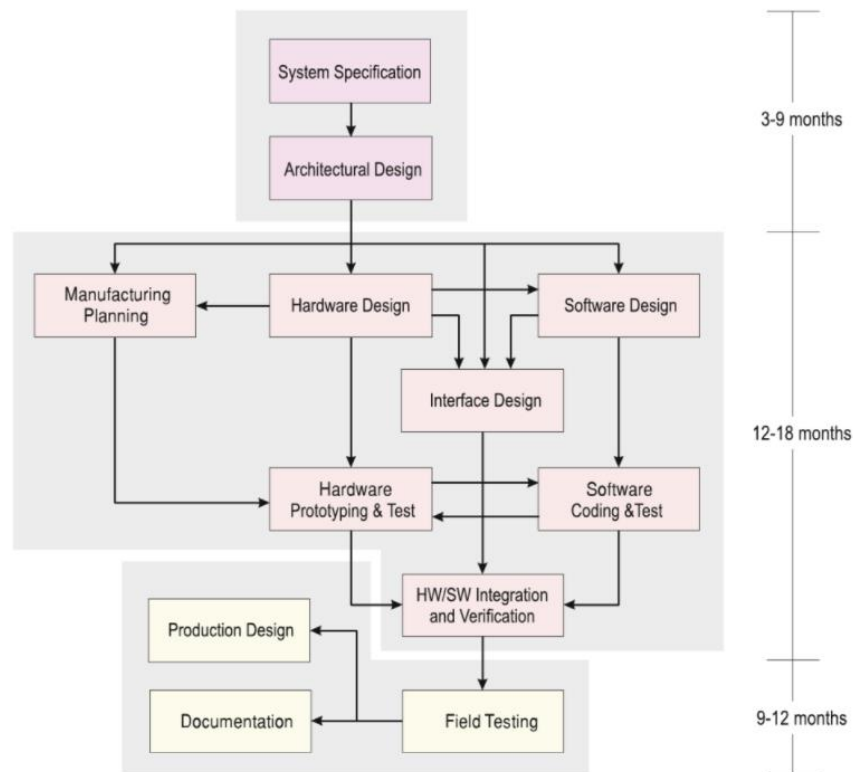 System Specification
3-9 months
Architectural Design
Manufacturing
Planning
Hardware Design
Software Design
Interface Design
12-18 months
Hardware
Prototyping & Test
Software
Coding &Test
HW/SW Integration
and Verification
Production Design
Documentation
Field Testing
9-12 months